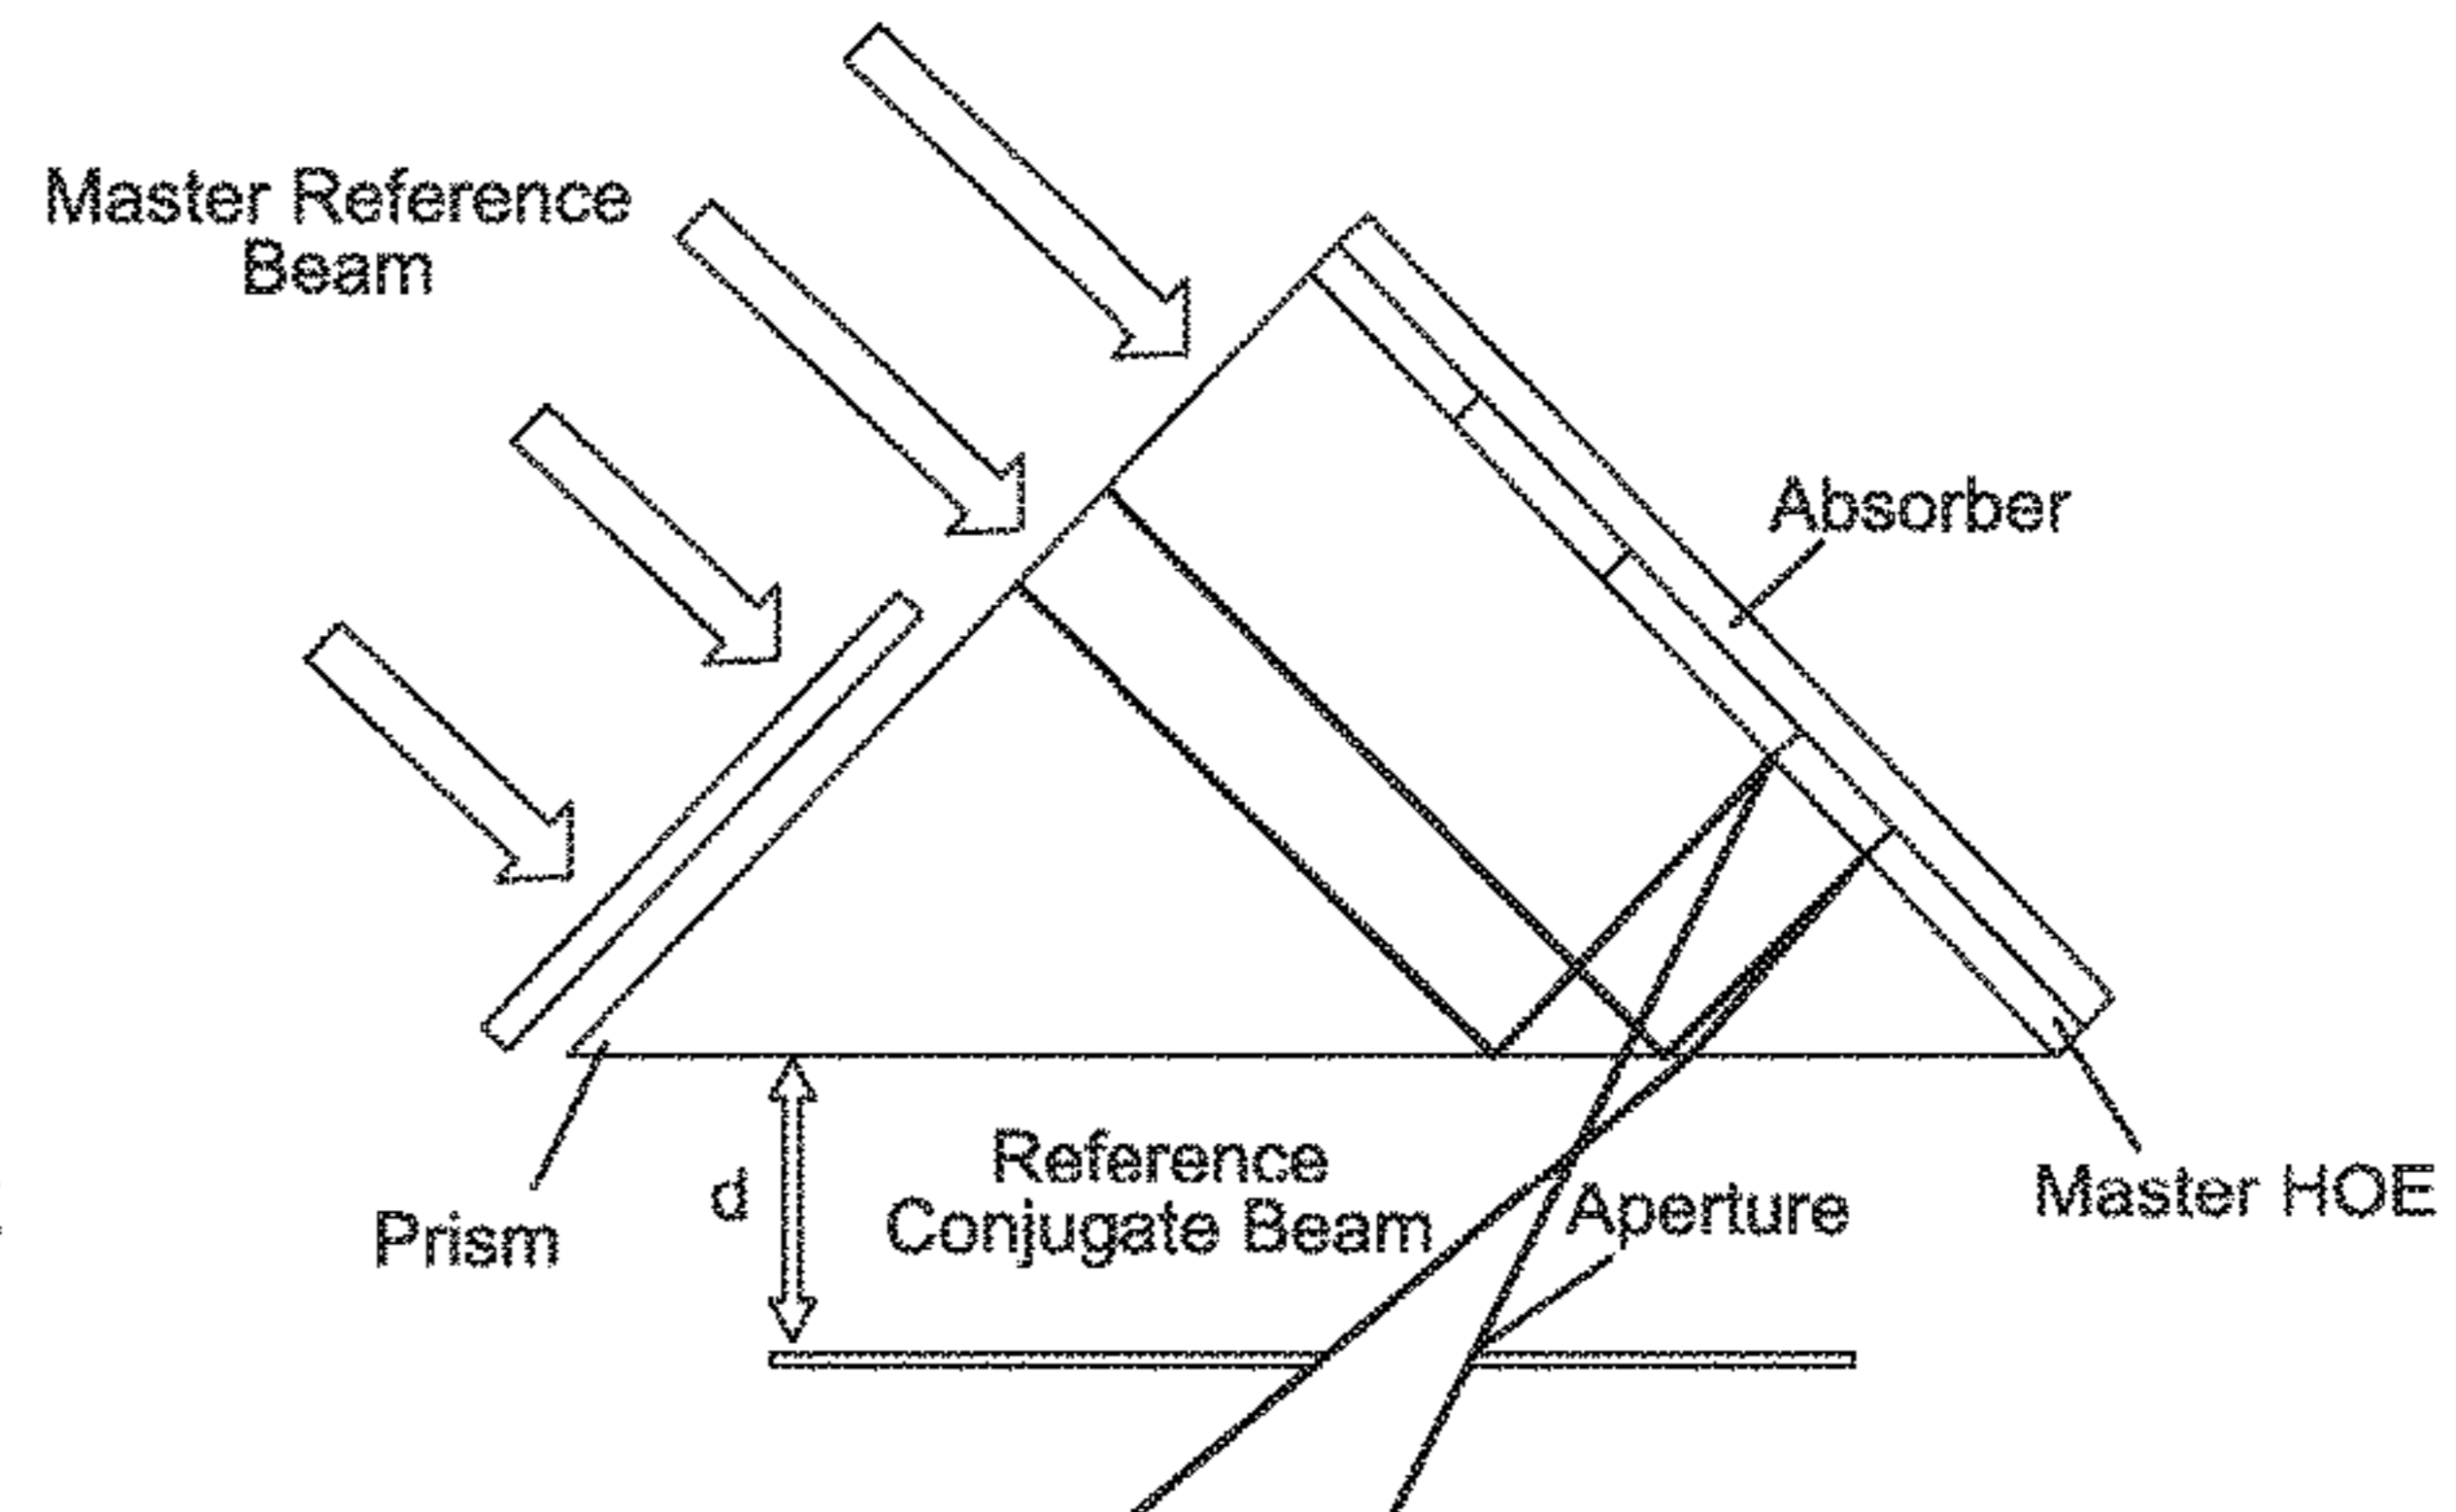 Master Reference
Beam
Absorber
Reference
Conjugate Beam
d
Aperture
Prism
Master HOE